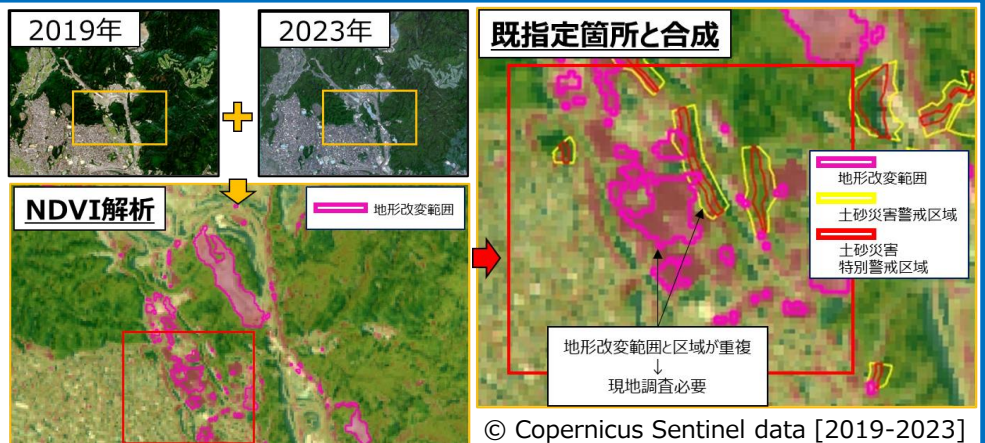 2019年
2023年
NDVI解析
地形改変範囲
既指定箇所と合成
地形改変範囲
土砂災害警戒区域
土砂災害
特別警戒区域
地形改変範囲と区域が重複
↓
現地調査必要
© Copernicus Sentinel data [2019-2023]